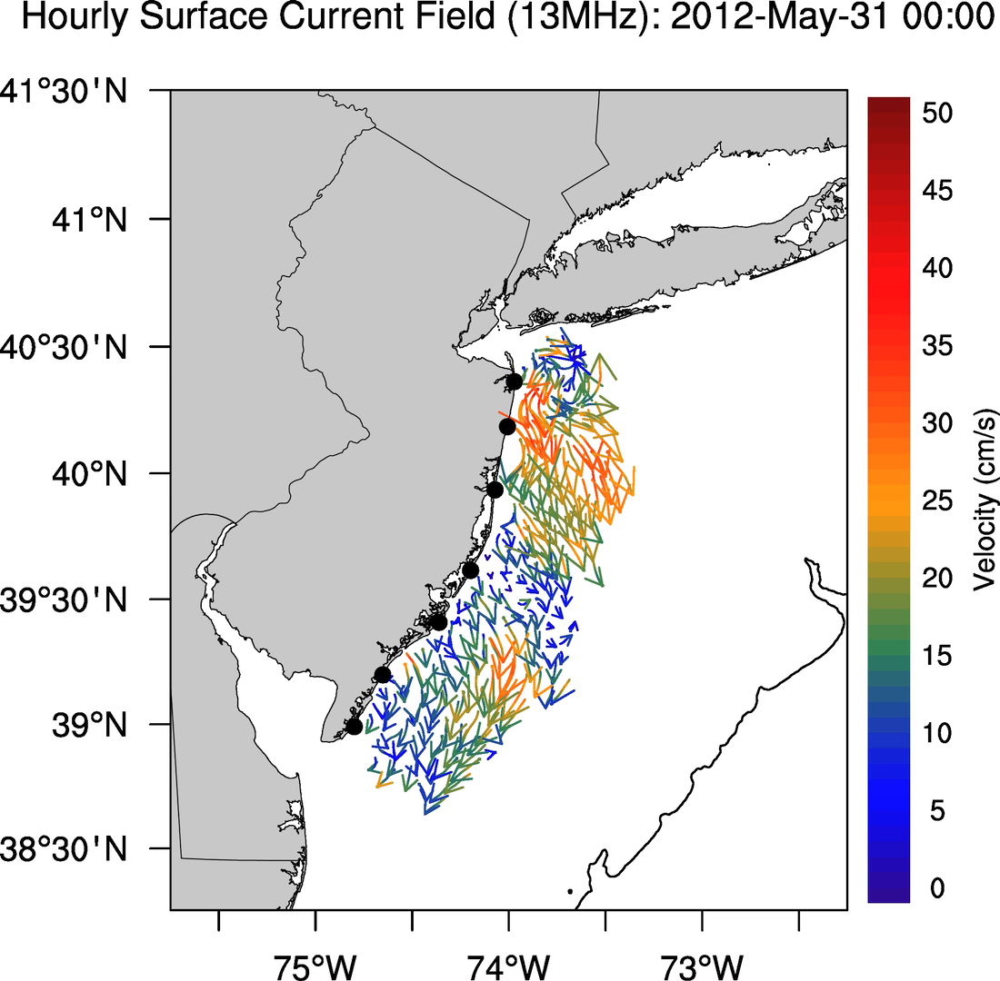 Hourly Surface Current Field (13MHz): 2012-May-31 00:00
41°30'N
41°N
40°30'N
40°N
39°30'N
39°N
38°30'N
75°W
74°W
73°W
50
45
40
35
30
25
20
15
10
5
0
Velocity (cm/s)